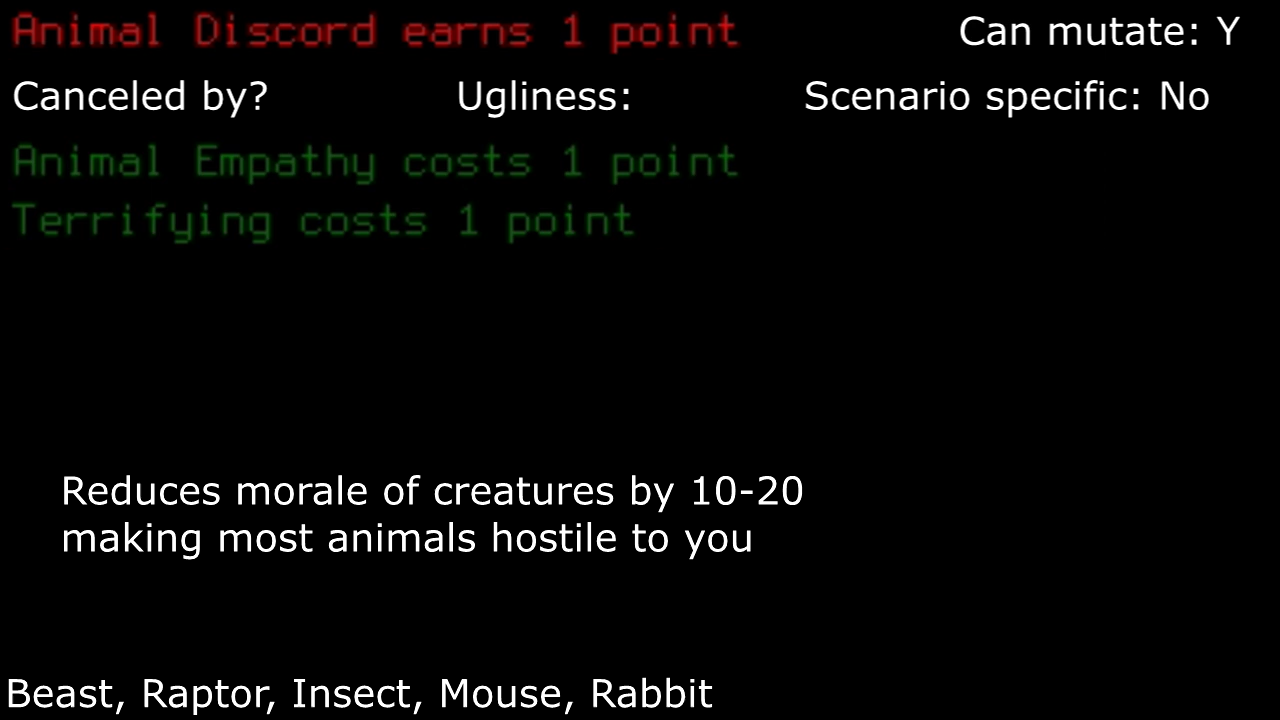 Animal Discord earns 1 point Can mutate: Y
Canceled by? Ugliness: Scenario specific: No
Animal Empathy costs 1 point
Terrifying costs 1 point
Reduces morale of creatures by 10-20
making most animals hostile to you
Beast, Raptor, Insect, Mouse, Rabbit